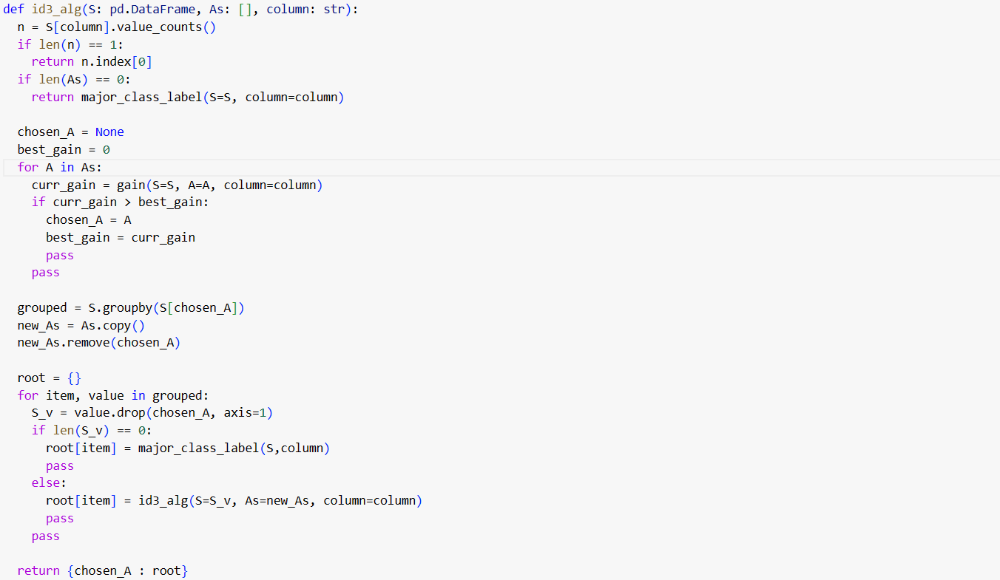 def id3_alg(S: pd.DataFrame, As: [], column: str):
  n = S[column].value_counts()
  if len(n) == 1:
    return n.index[0]
  if len(As) == 0:
    return major_class_label(S=S, column=column)

  chosen_A = None
  best_gain = 0
  for A in As:
    curr_gain = gain(S=S, A=A, column=column)
    if curr_gain > best_gain:
      chosen_A = A
      best_gain = curr_gain
      pass
    pass

  grouped = S.groupby(S[chosen_A])
  new_As = As.copy()
  new_As.remove(chosen_A)

  root = {}
  for item, value in grouped:
    S_v = value.drop(chosen_A, axis=1)
    if len(S_v) == 0:
      root[item] = major_class_label(S,column)
      pass
    else:
      root[item] = id3_alg(S=S_v, As=new_As, column=column)
      pass
    pass

  return {chosen_A : root}